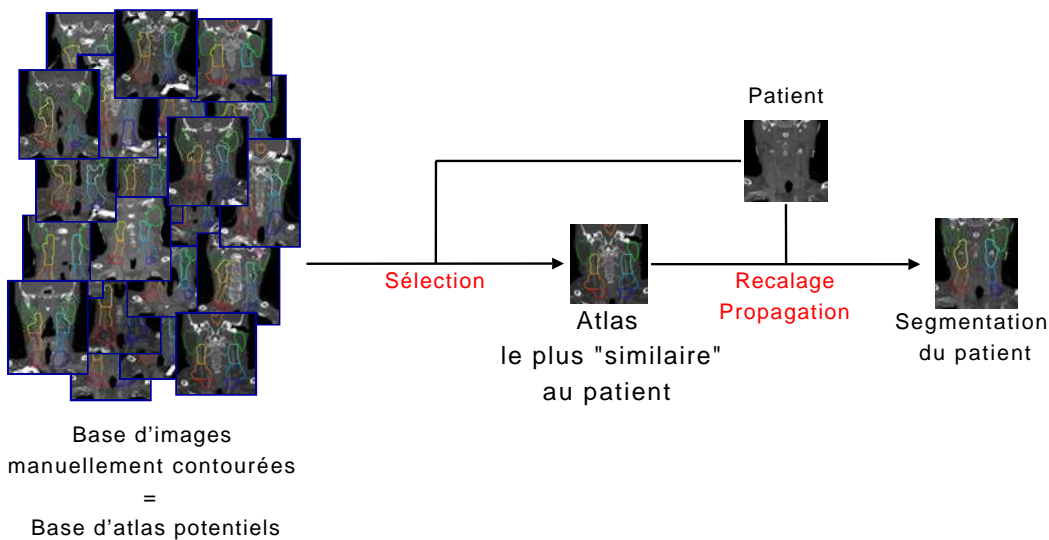 Patient
Sélection
Atlas
le plus "similaire"
au patient
Recalage
Propagation
Segmentation
du patient
Base d'images
manuellement contourées
=
Base d'atlas potentiels